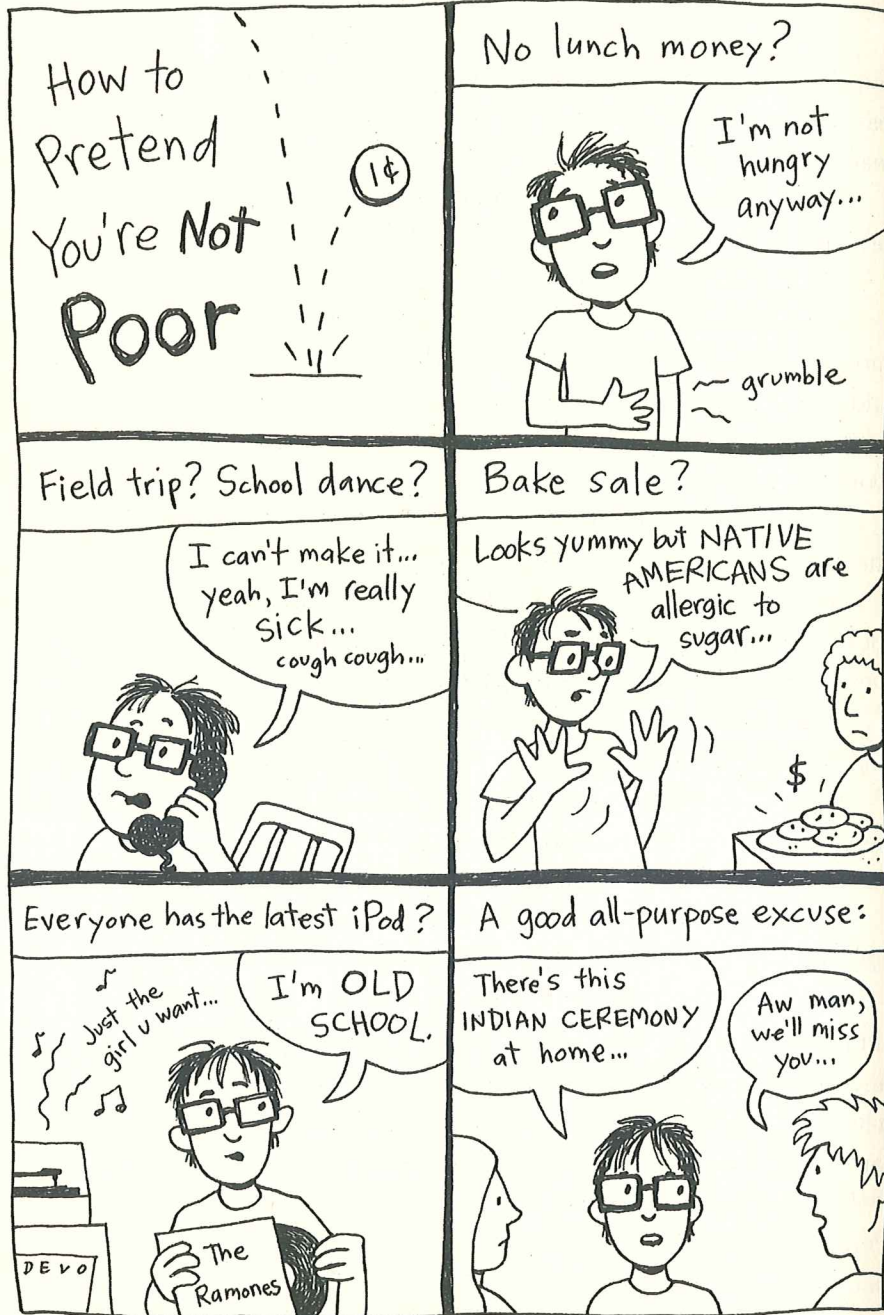 How to
Pretend
You're Not
Poor
1¢
No lunch money?
I'm not
hungry
anyway...
grumble
Field trip? School dance?
I can't make it...
yeah, I'm really
sick...
cough cough...
Bake sale?
Looks yummy but NATIVE
AMERICANS are
allergic to
sugar...
$
Everyone has the latest iPod?
Just the
girl u want...
I'm OLD
SCHOOL.
DEVO
The
Ramones
A good all-purpose excuse:
There's this
INDIAN CEREMONY
at home...
Aw man,
we'll miss
you...